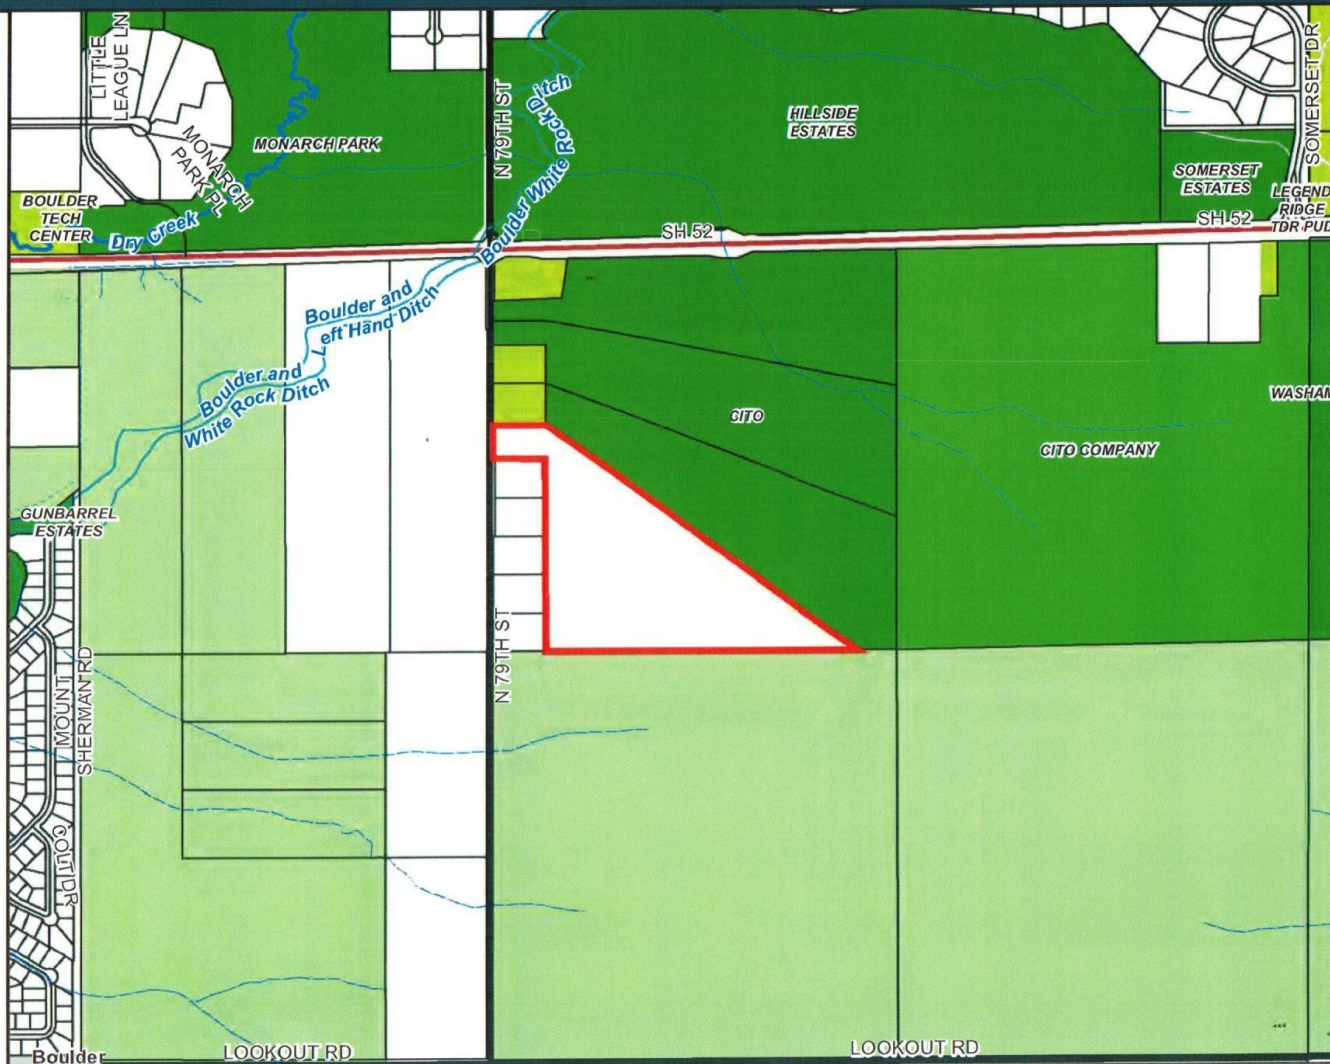 LITTLE
LEAGUE LN
MONARCH
PARK PL
MONARCH PARK
N 79TH ST
Boulder White Rock Ditch
HILLSIDE
ESTATES
SOMERSET DR
SOMERSET
ESTATES
LEGEND
RIDGE
TDR PUD
BOULDER
TECH
CENTER
Dry Creek
SH 52
SH 52
Boulder and
Left Hand Ditch
Boulder and
White Rock Ditch
CITO
CITO COMPANY
WASHAM
GUNBARREL
ESTATES
N 79TH ST
MOUNT
SHERMAN RD
COLT DR
Boulder
LOOKOUT RD
LOOKOUT RD